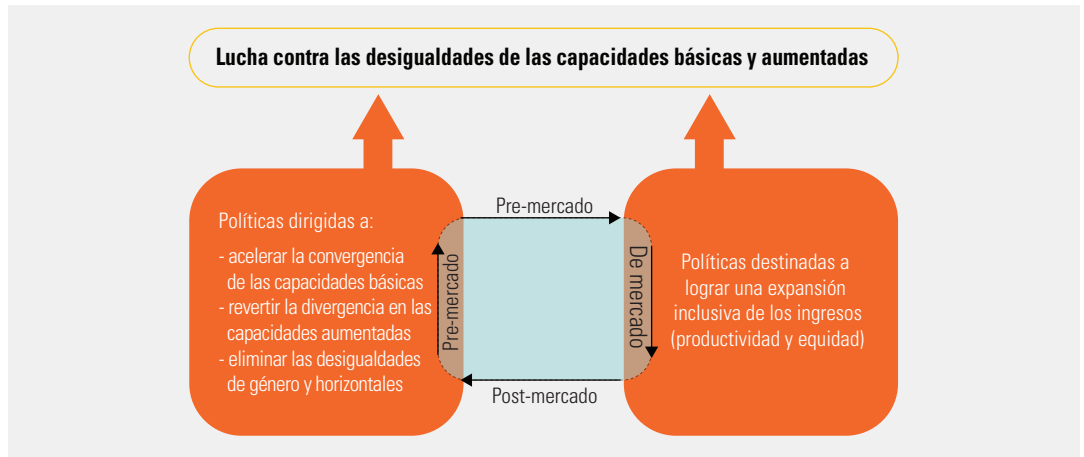 Lucha contra las desigualdades de las capacidades básicas y aumentadas
Políticas dirigidas a:
- acelerar la convergencia
de las capacidades básicas
- revertir la divergencia en las
capacidades aumentadas
- eliminar las desigualdades
de género y horizontales
Pre-mercado
Pre-mercado
De mercado
Post-mercado
Políticas destinadas a
lograr una expansión
inclusiva de los ingresos
(productividad y equidad)